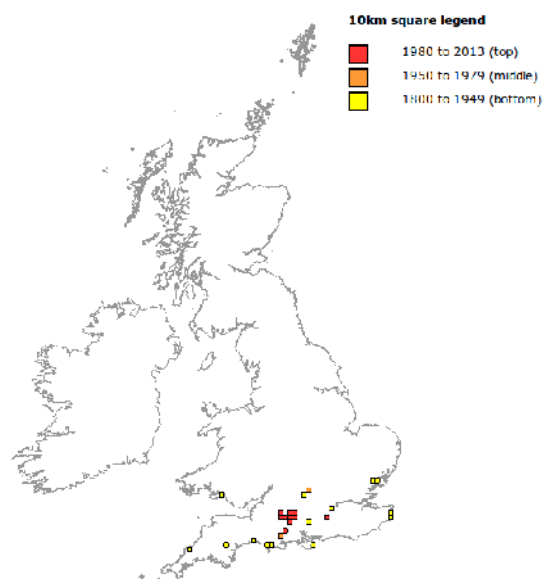 10km square legend
1980 to 2013 (top)
1950 to 1979 (middle)
1800 to 1949 (bottom)